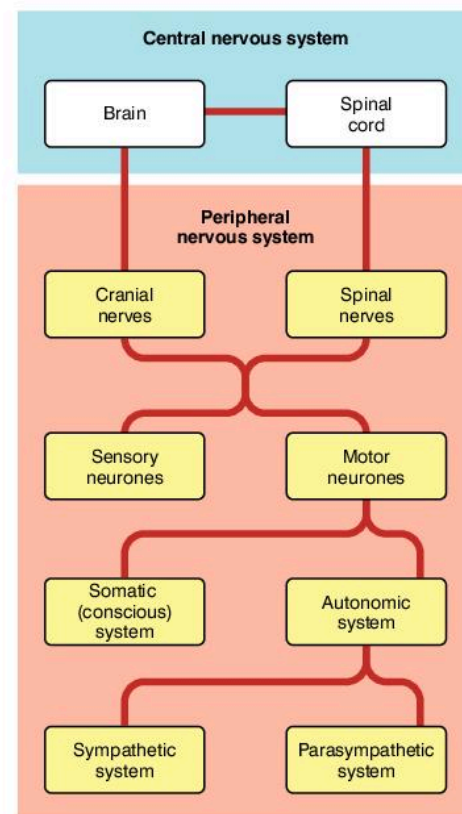 Central nervous system
Brain
Spinal
cord
Peripheral
nervous system
Cranial
nerves
Spinal
nerves
Sensory
neurones
Motor
neurones
Somatic
(conscious)
system
Autonomic
system
Sympathetic
system
Parasympathetic
system